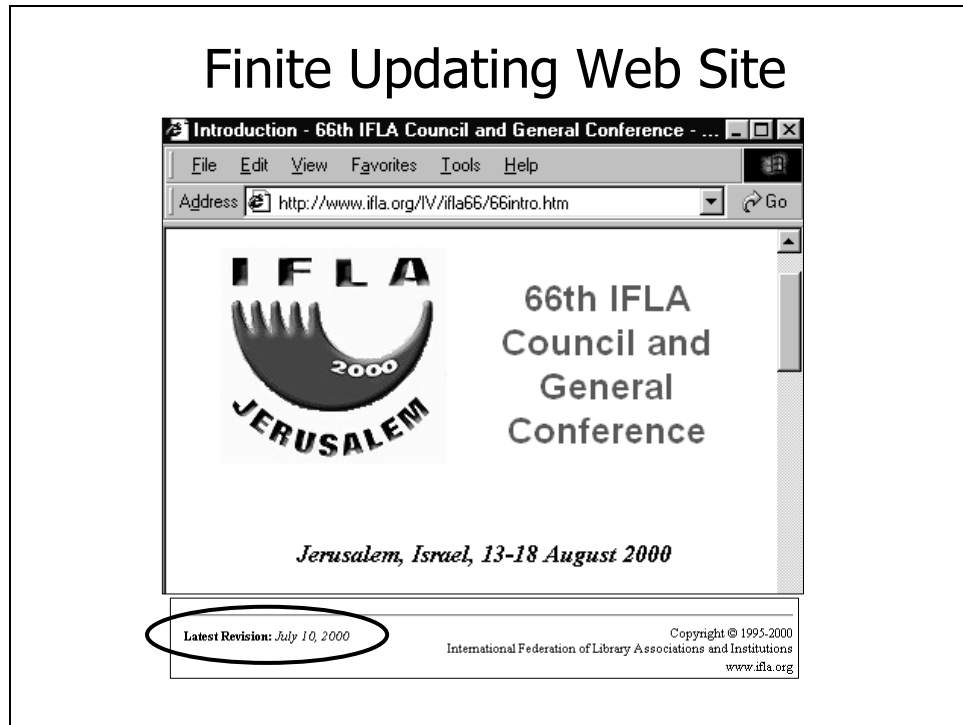 Finite Updating Web Site
Introduction - 66th IFLA Council and General Conference - ...
File Edit View Favorites Tools Help
Address http://www.ifla.org/IV/ifla66/66intro.htm Go
IFLA
2000
JERUSALEM
66th IFLA
Council and
General
Conference
Jerusalem, Israel, 13-18 August 2000
Latest Revision: July 10, 2000
Copyright © 1995-2000
International Federation of Library Associations and Institutions
www.ifla.org